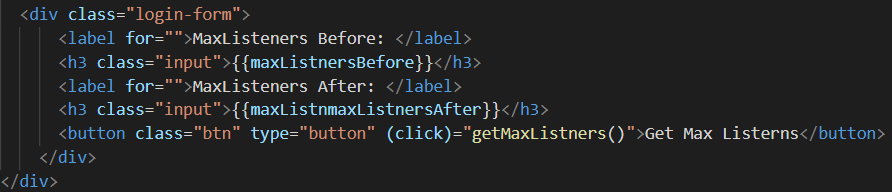 <div class="login-form">
<label for="">MaxListeners Before: </label>
<h3 class="input">{{maxListnersBefore}}</h3>
<label for="">MaxListeners After: </label>
<h3 class="input">{{maxListnmaxListnersAfter}}</h3>
<button class="btn" type="button" (click)="getMaxListners()">Get Max Listerns</button>
</div>
</div>